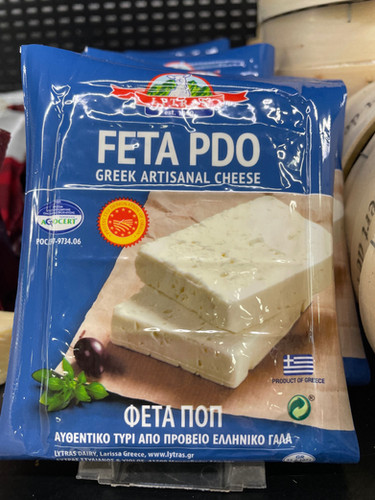 FETA PDO
GREEK ARTISANAL CHEESE
AGROCERT
PRODUCT OF GREECE
ΦΕΤΑ ΠΟΠ
ΑΥΘΕΝΤΙΚΟ ΤΥΡΙ ΑΠΟ ΠΡΟΒΕΙΟ ΕΛΛΗΝΙΚΟ ΓΑΛΑ
LYTRAS DAIRY, Larissa Greece, www.lytras.gr